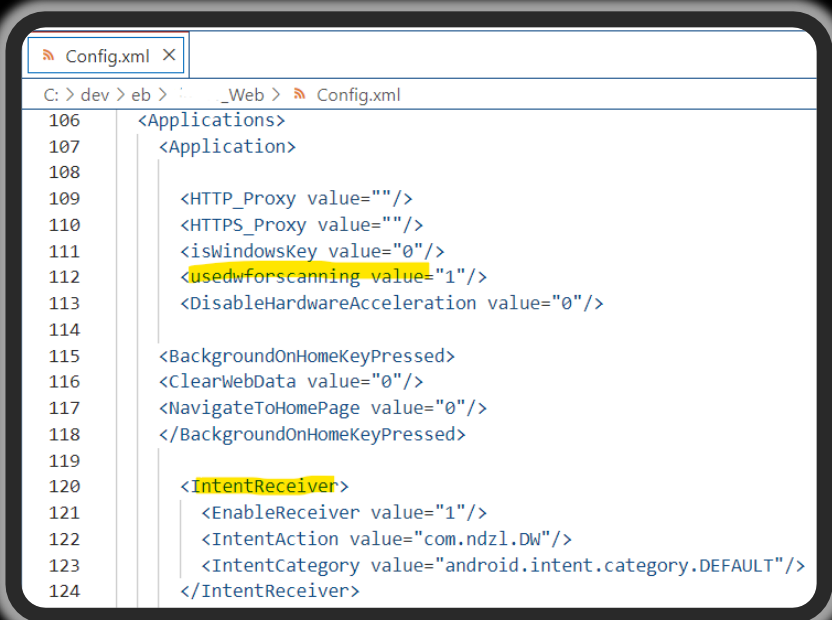 Config.xml ×
C: > dev > eb > _Web > Config.xml
106 <Applications>
107 <Application>
108
109 <HTTP_Proxy value=""/>
110 <HTTPS_Proxy value=""/>
111 <isWindowsKey value="0"/>
112 <usedwforscanning value="1"/>
113 <DisableHardwareAcceleration value="0"/>
114
115 <BackgroundOnHomeKeyPressed>
116 <ClearWebData value="0"/>
117 <NavigateToHomePage value="0"/>
118 </BackgroundOnHomeKeyPressed>
119
120 <IntentReceiver>
121 <EnableReceiver value="1"/>
122 <IntentAction value="com.ndzl.DW"/>
123 <IntentCategory value="android.intent.category.DEFAULT"/>
124 </IntentReceiver>